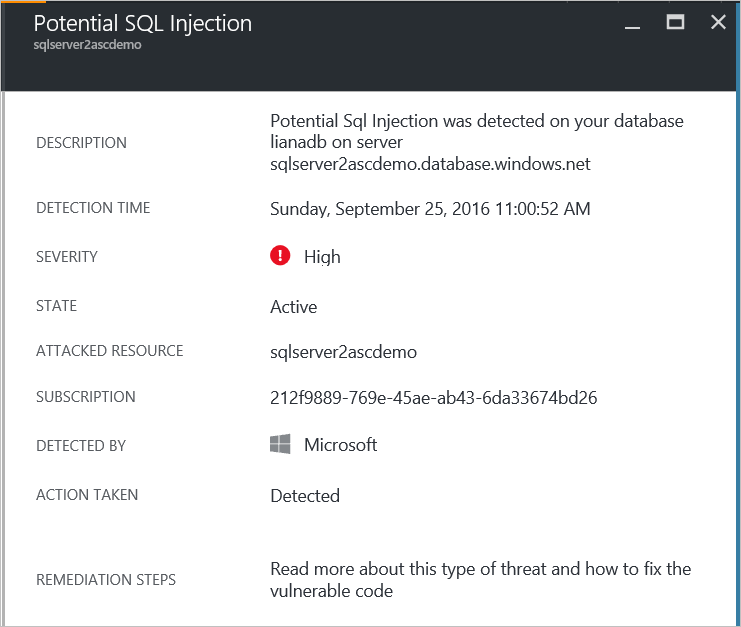 Potential SQL Injection
sqlserver2ascdemo
DESCRIPTION
Potential Sql Injection was detected on your database
lianadb on server
sqlserver2ascdemo.database.windows.net
DETECTION TIME
Sunday, September 25, 2016 11:00:52 AM
SEVERITY
High
STATE
Active
ATTACKED RESOURCE
sqlserver2ascdemo
SUBSCRIPTION
212f9889-769e-45ae-ab43-6da33674bd26
DETECTED BY
Microsoft
ACTION TAKEN
Detected
REMEDIATION STEPS
Read more about this type of threat and how to fix the
vulnerable code